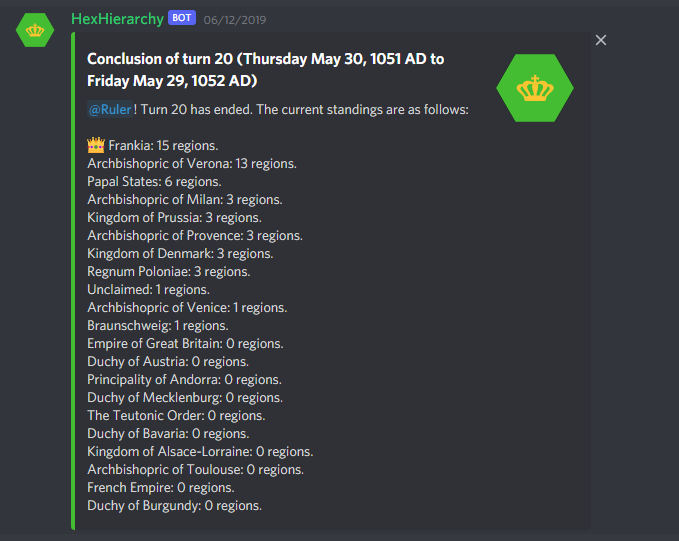 HexHierarchy BOT 06/12/2019
Conclusion of turn 20 (Thursday May 30, 1051 AD to
Friday May 29, 1052 AD)
@Ruler! Turn 20 has ended. The current standings are as follows:
👑 Frankia: 15 regions.
Archbishopric of Verona: 13 regions.
Papal States: 6 regions.
Archbishopric of Milan: 3 regions.
Kingdom of Prussia: 3 regions.
Archbishopric of Provence: 3 regions.
Kingdom of Denmark: 3 regions.
Regnum Poloniae: 3 regions.
Unclaimed: 1 regions.
Archbishopric of Venice: 1 regions.
Braunschweig: 1 regions.
Empire of Great Britain: 0 regions.
Duchy of Austria: 0 regions.
Principality of Andorra: 0 regions.
Duchy of Mecklenburg: 0 regions.
The Teutonic Order: 0 regions.
Duchy of Bavaria: 0 regions.
Kingdom of Alsace-Lorraine: 0 regions.
Archbishopric of Toulouse: 0 regions.
French Empire: 0 regions.
Duchy of Burgundy: 0 regions.